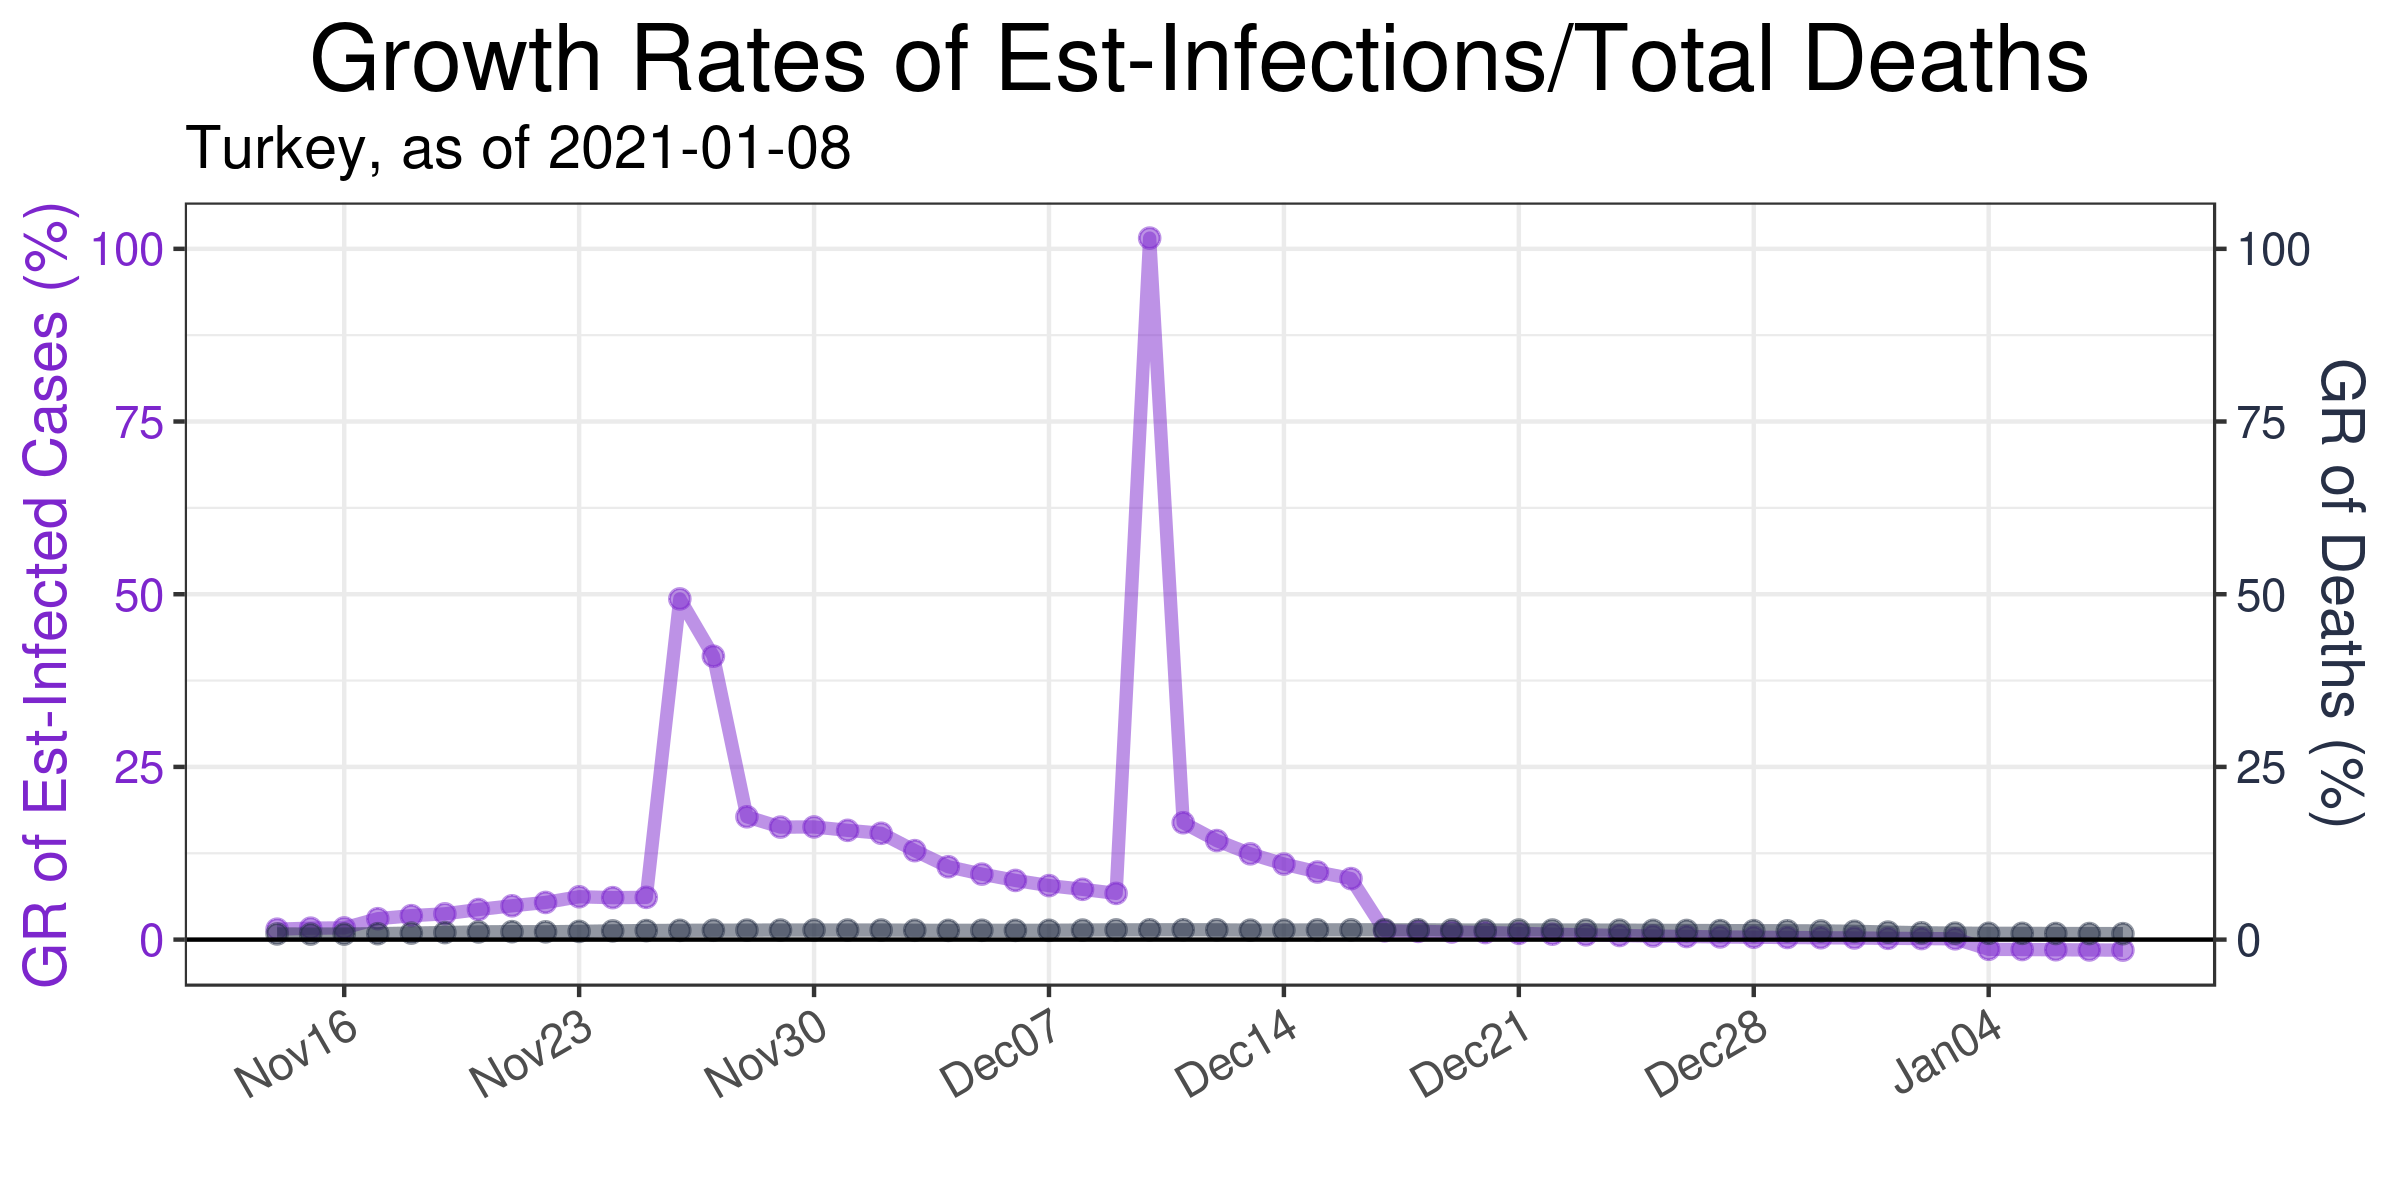 Growth Rates of Est-Infections/Total Deaths
Turkey, as of 2021-01-08
GR of Est-Infected Cases (%)
100
75
50
25
0
100
75
50
25
0
GR of Deaths (%)
Nov16 Nov23 Nov30 Dec07 Dec14 Dec21 Dec28 Jan04